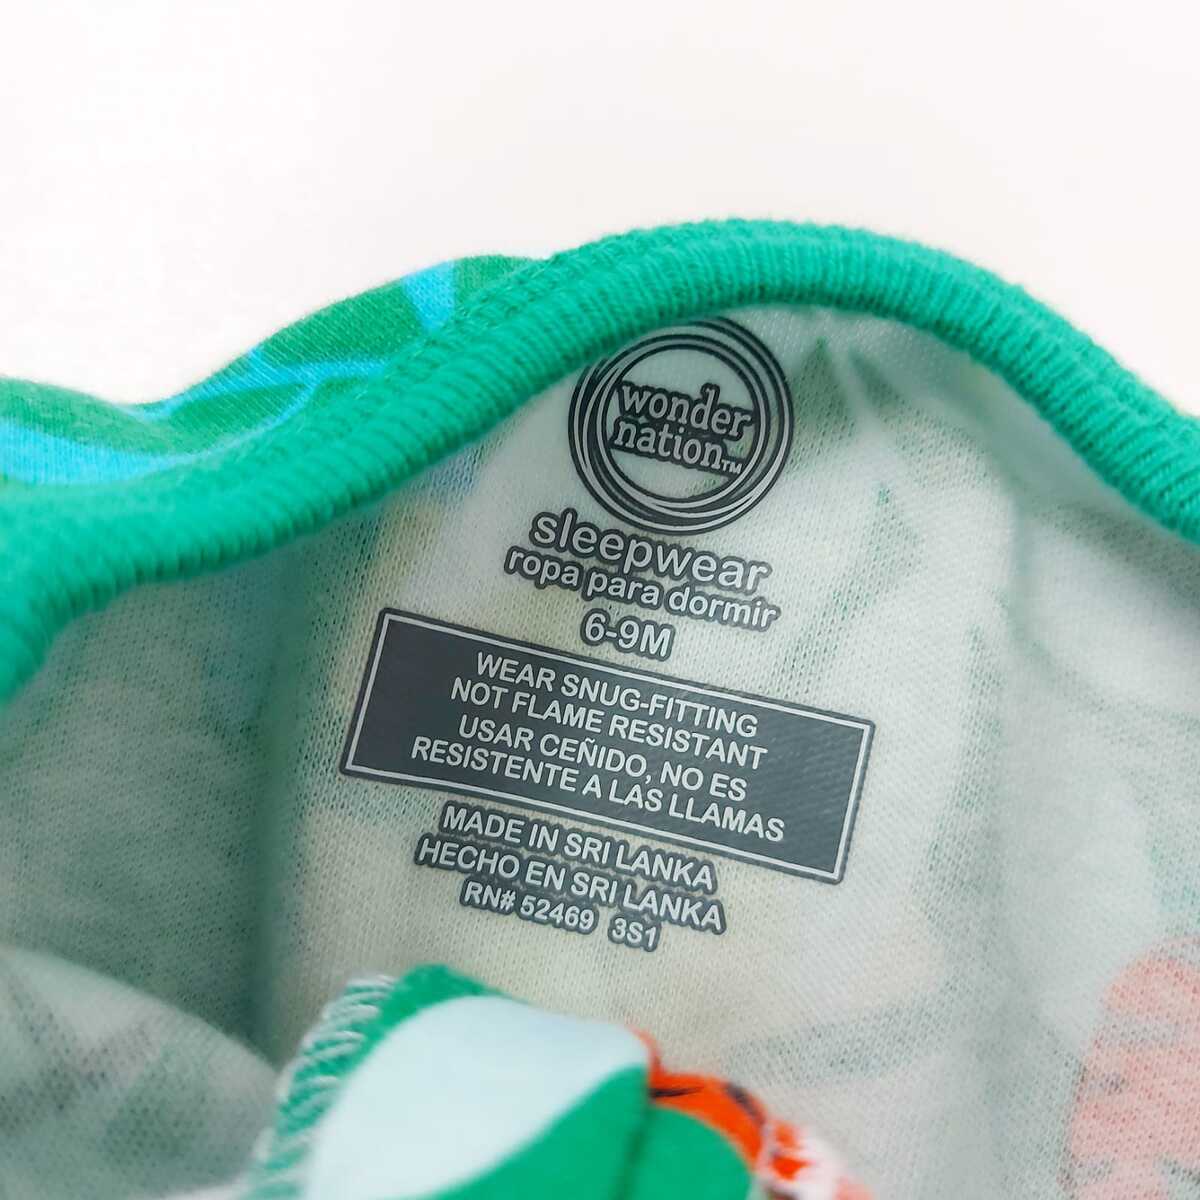 wonder
nation™
sleepwear
ropa para dormir
6-9M
WEAR SNUG-FITTING
NOT FLAME RESISTANT
USAR CEÑIDO, NO ES
RESISTENTE A LAS LLAMAS
MADE IN SRI LANKA
HECHO EN SRI LANKA
RN# 52469 3S1